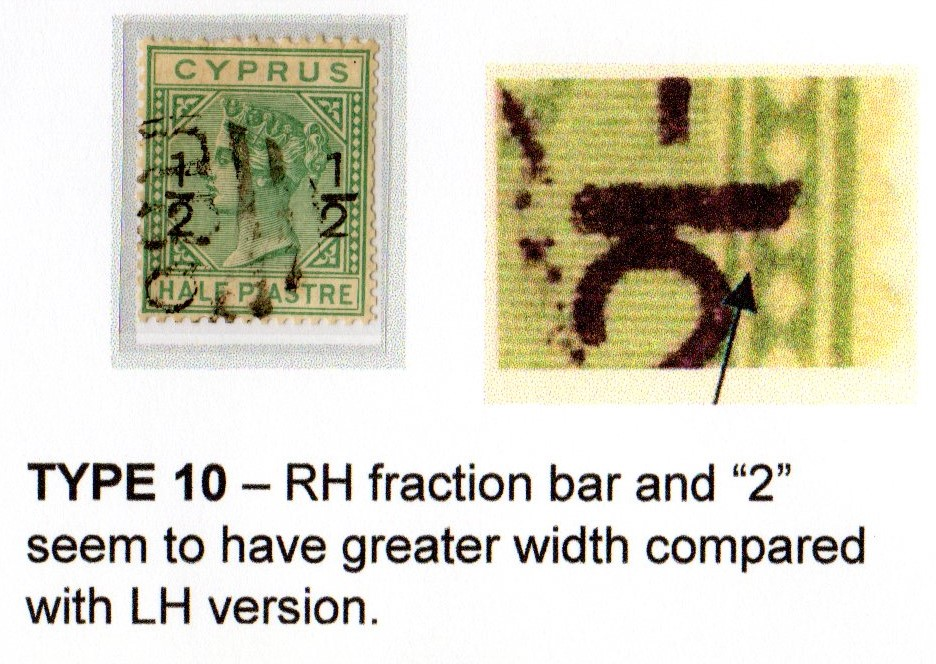 CYPRUS
1 1
2 2
HALF PIASTRE
TYPE 10 – RH fraction bar and “2”
seem to have greater width compared
with LH version.